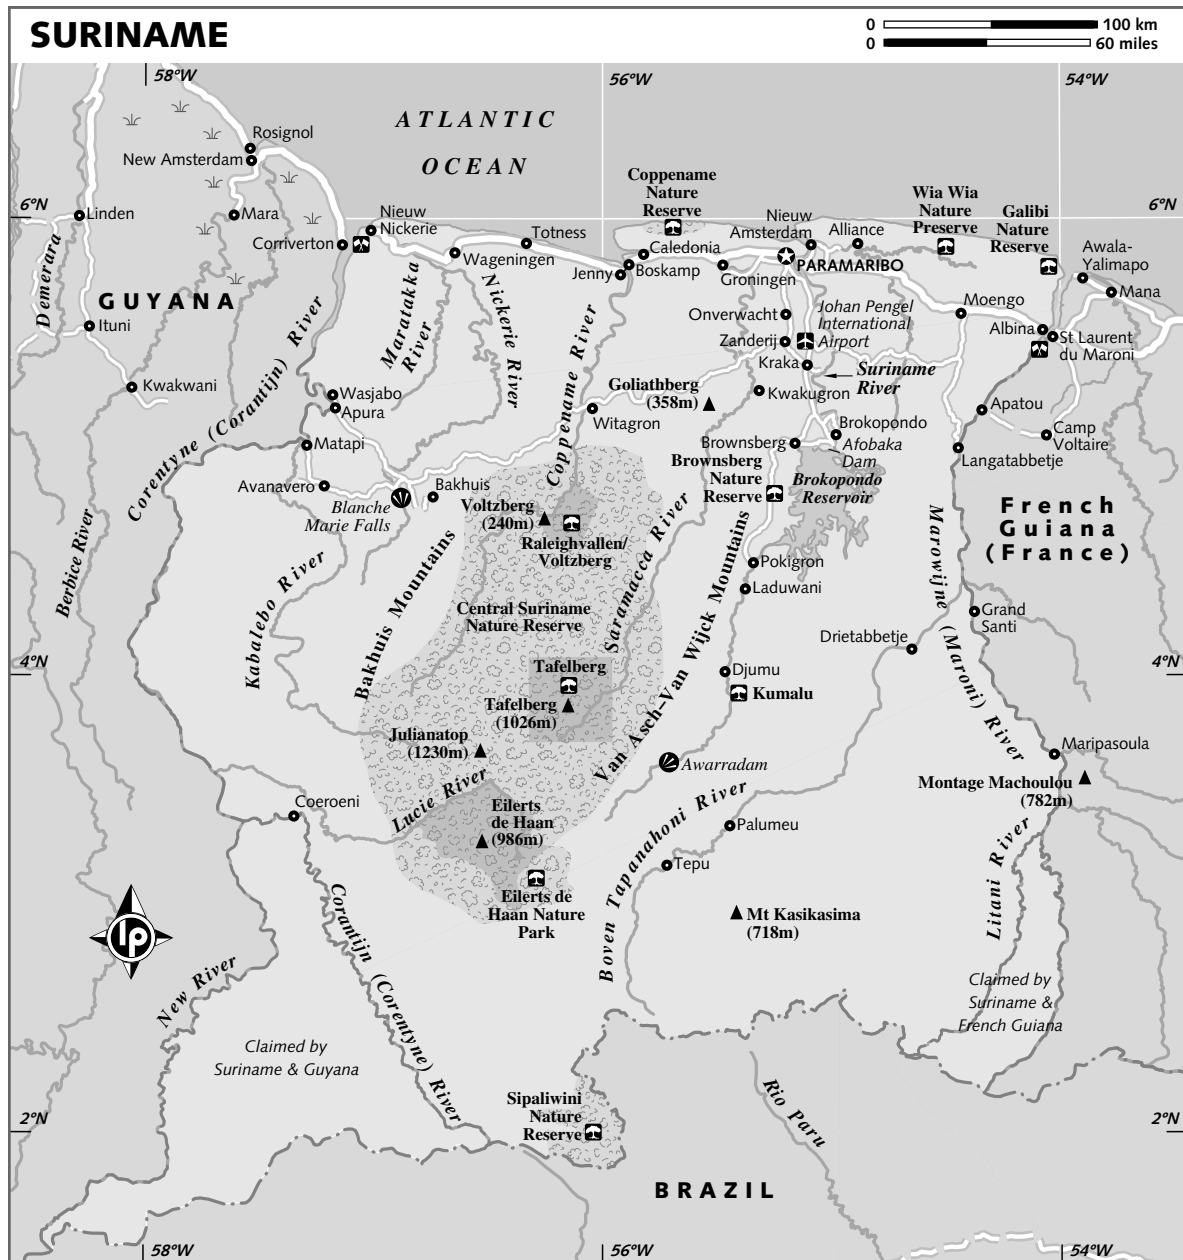 SURINAME
0 100 km
0 60 miles
58°W
56°W
54°W
ATLANTIC
OCEAN
Rosignol
New Amsterdam
6°N
Linden
Mara
Corriverton
Nieuw
Nickerie
Wageningen
Totness
Coppename
Nature
Reserve
Jenny
Boskamp
Caledonia
Groningen
Nieuw
Amsterdam
PARAMARIBO
Alliance
Wia Wia
Nature
Preserve
Galibi
Nature
Reserve
6°N
Awala-
Yalimapo
Mana
Demerara
GUYANA
Ituni
Kwakwani
Corentyne (Corantijn) River
Maratakka
River
Nickerie River
Coppename River
Onverwacht
Zanderij
Johan Pengel
International
Airport
Kraka
Suriname
River
Moengo
Albina
St Laurent
du Maroni
Wasjabo
Apura
Matapi
Goliathberg
(358m)
Witagron
Kwakugron
Brownsberg
Brokopondo
Afobaka
Dam
Apatou
Camp
Voltaire
Langatabbetje
Avanavero
Blanche
Marie Falls
Bakhuis
Voltzberg
(240m)
Raleighvallen/
Voltzberg
Brownsberg
Nature
Reserve
Brokopondo
Reservoir
French
Guiana
(France)
Berbice River
Kabalebo River
Bakhuis Mountains
Central Suriname
Nature Reserve
Saramacca River
Van Asch-Van Wijck Mountains
Pokigron
Laduwani
Marowijne (Maroni) River
Grand
Santi
Drietabbetje
4°N
4°N
Tafelberg
Tafelberg
(1026m)
Djumu
Kumalu
Julianatop
(1230m)
Awarradam
Maripasoula
Montage Machoulou
(782m)
Coeroeni
Lucie River
Eilerts
de Haan
(986m)
Palumeu
Tepu
Boven Tapanahoni River
Litani River
Eilerts de
Haan Nature
Park
Mt Kasikasima
(718m)
lp
New River
Corantijn (Corentyne) River
Claimed by
Suriname &
French Guiana
Claimed by
Suriname & Guyana
Sipaliwini
Nature
Reserve
Rio Paru
2°N
2°N
BRAZIL
58°W
56°W
54°W